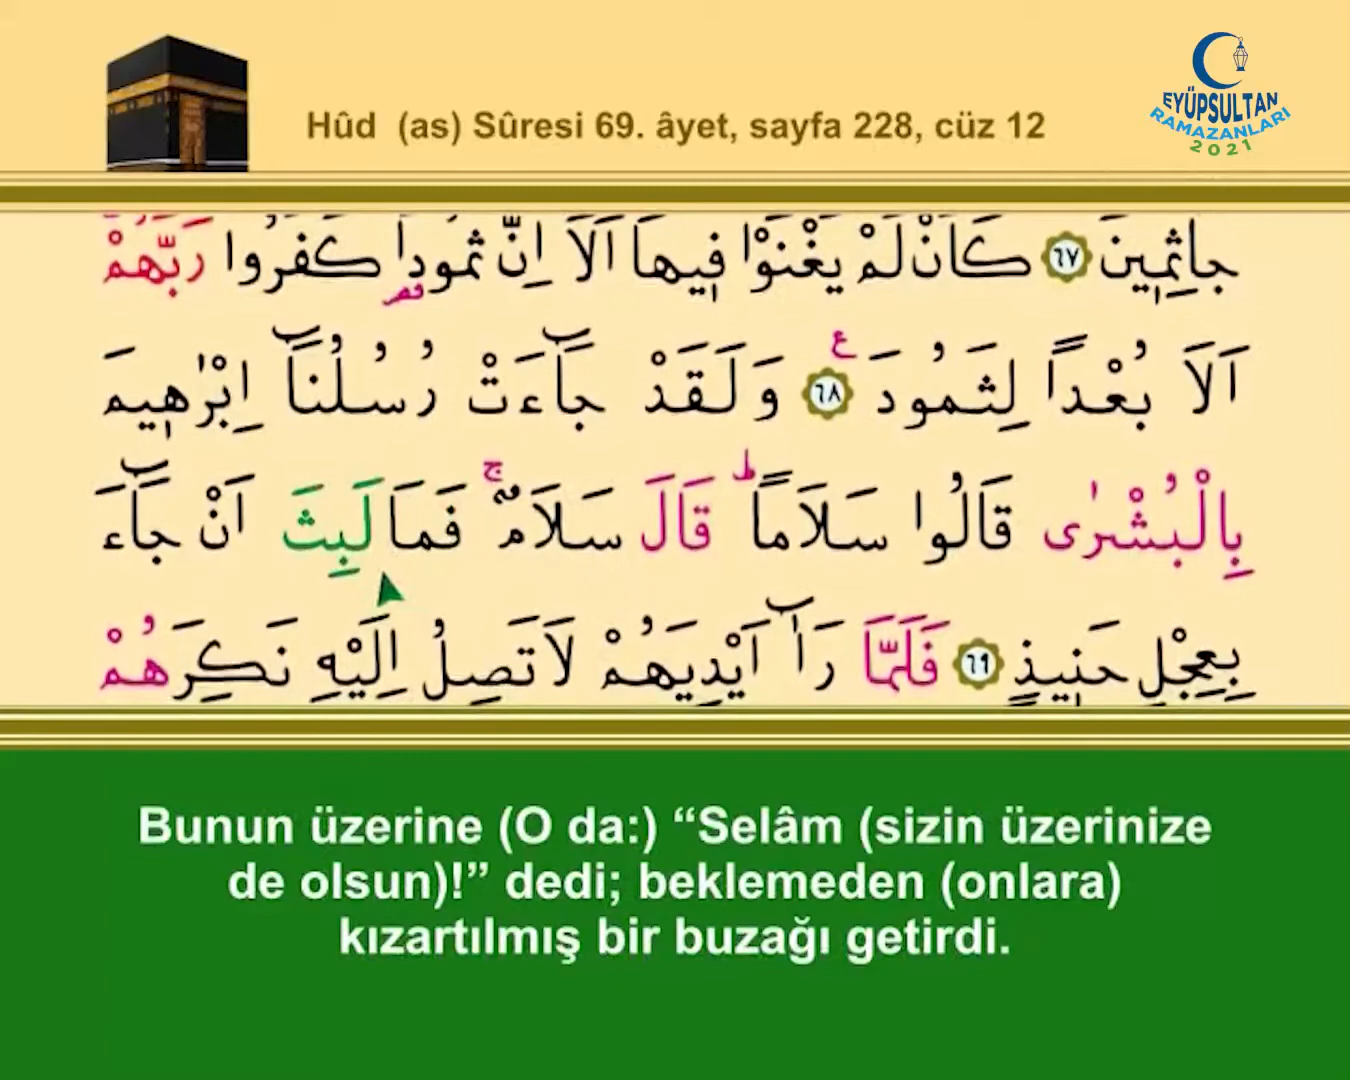 Hûd (as) Sûresi 69. âyet, sayfa 228, cüz 12
EYÜPSULTAN
RAMAZANLARI
2021
جَاثِم۪ينَ ﴿٦٧﴾ كَاَنْ لَمْ يَغْنَوْا ف۪يهَا اَلَا اِنَّ ثَمُودَا۬ كَفَرُوا رَبَّهُمْ
اَلَا بُعْداً لِثَمُودَ ﴿٦٨﴾ وَلَقَدْ جَٓاءَتْ رُسُلُنَٓا اِبْرٰه۪يمَ
بِالْبُشْرٰى قَالُوا سَلَاماًۜ قَالَ سَلَامٌۚ فَمَا لَبِثَ اَنْ جَٓاءَ
بِعِجْلٍ حَن۪يذٍ ﴿٦٩﴾ فَلَمَّا رَآٰ اَيْدِيَهُمْ لَا تَصِلُ اِلَيْهِ نَكِرَهُمْ
Bunun üzerine (O da:) “Selâm (sizin üzerinize
de olsun)!” dedi; beklemeden (onlara)
kızartılmış bir buzağı getirdi.